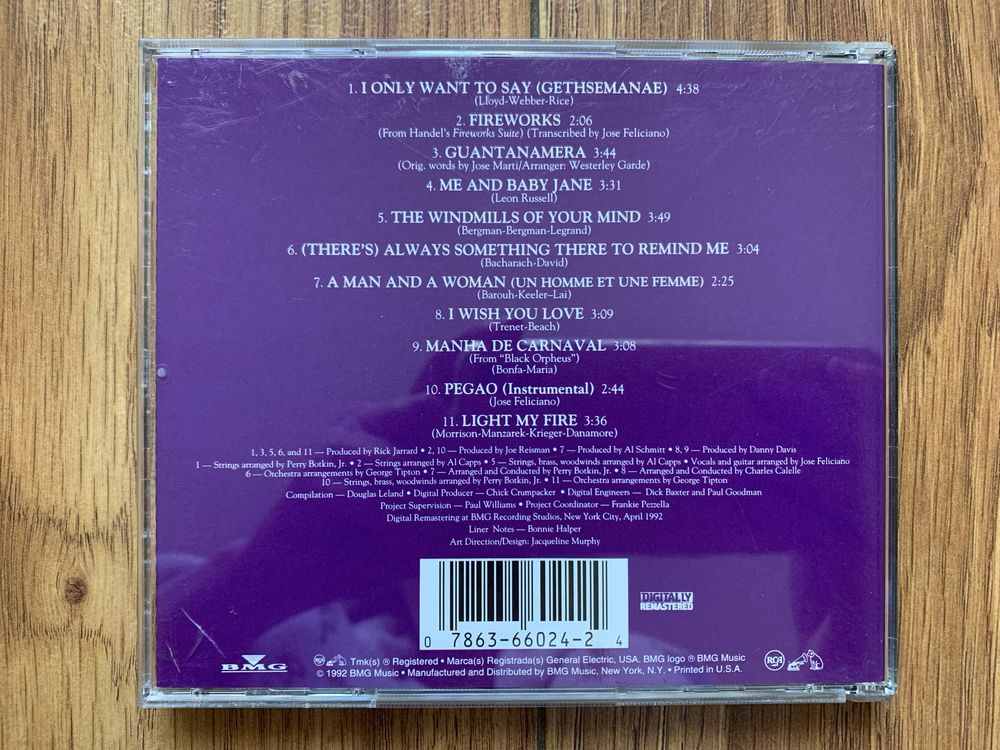 1. I ONLY WANT TO SAY (GETHSEMANAE) 4:38
(Lloyd-Webber-Rice)
2. FIREWORKS 2:06
(From Handel's Fireworks Suite) (Transcribed by Jose Feliciano)
3. GUANTANAMERA 3:44
(Orig. words by Jose Marti/Arranger: Westerley Garde)
4. ME AND BABY JANE 3:31
(Leon Russell)
5. THE WINDMILLS OF YOUR MIND 3:49
(Bergman-Bergman-Legrand)
6. (THERE'S) ALWAYS SOMETHING THERE TO REMIND ME 3:04
(Bacharach-David)
7. A MAN AND A WOMAN (UN HOMME ET UNE FEMME) 2:25
(Barouh-Keeler–Lai)
8. I WISH YOU LOVE 3:09
(Trenet-Beach)
9. MANHA DE CARNAVAL 3:08
(From "Black Orpheus")
(Bonfa-Maria)
10. PEGAO (Instrumental) 2:44
(Jose Feliciano)
11. LIGHT MY FIRE 3:36
(Morrison-Manzarek-Krieger-Danamore)
1, 3, 5, 6, and 11 — Produced by Rick Jarrard • 2, 10 — Produced by Joe Reisman • 7 — Produced by Al Schmitt • 8, 9 — Produced by Danny Davis
1 — Strings arranged by Perry Botkin, Jr. • 2 — Strings arranged by Al Capps • 5 — Strings, brass, woodwinds arranged by Al Capps • Vocals and guitar arranged by Jose Feliciano
6 — Orchestra arrangements by George Tipton • 7 — Arranged and Conducted by Perry Botkin, Jr. • 8 — Arranged and Conducted by Charles Calelle
10 — Strings, brass, woodwinds arranged by Perry Botkin, Jr. • 11 — Orchestra arrangements by George Tipton
Compilation — Douglas Leland • Digital Producer — Chick Crumpacker • Digital Engineers — Dick Baxter and Paul Goodman
Project Supervision — Paul Williams • Project Coordinator — Frankie Pezzella
Digital Remastering at BMG Recording Studios, New York City, April 1992
Liner Notes — Bonnie Halper
Art Direction/Design: Jacqueline Murphy
DIGITALLY
REMASTERED
0 7863-66024-2 4
BMG
Tmk(s) ® Registered • Marca(s) Registrada(s) General Electric, USA. BMG logo ® BMG Music
© 1992 BMG Music • Manufactured and Distributed by BMG Music, New York, N.Y. • Printed in U.S.A.
RCA